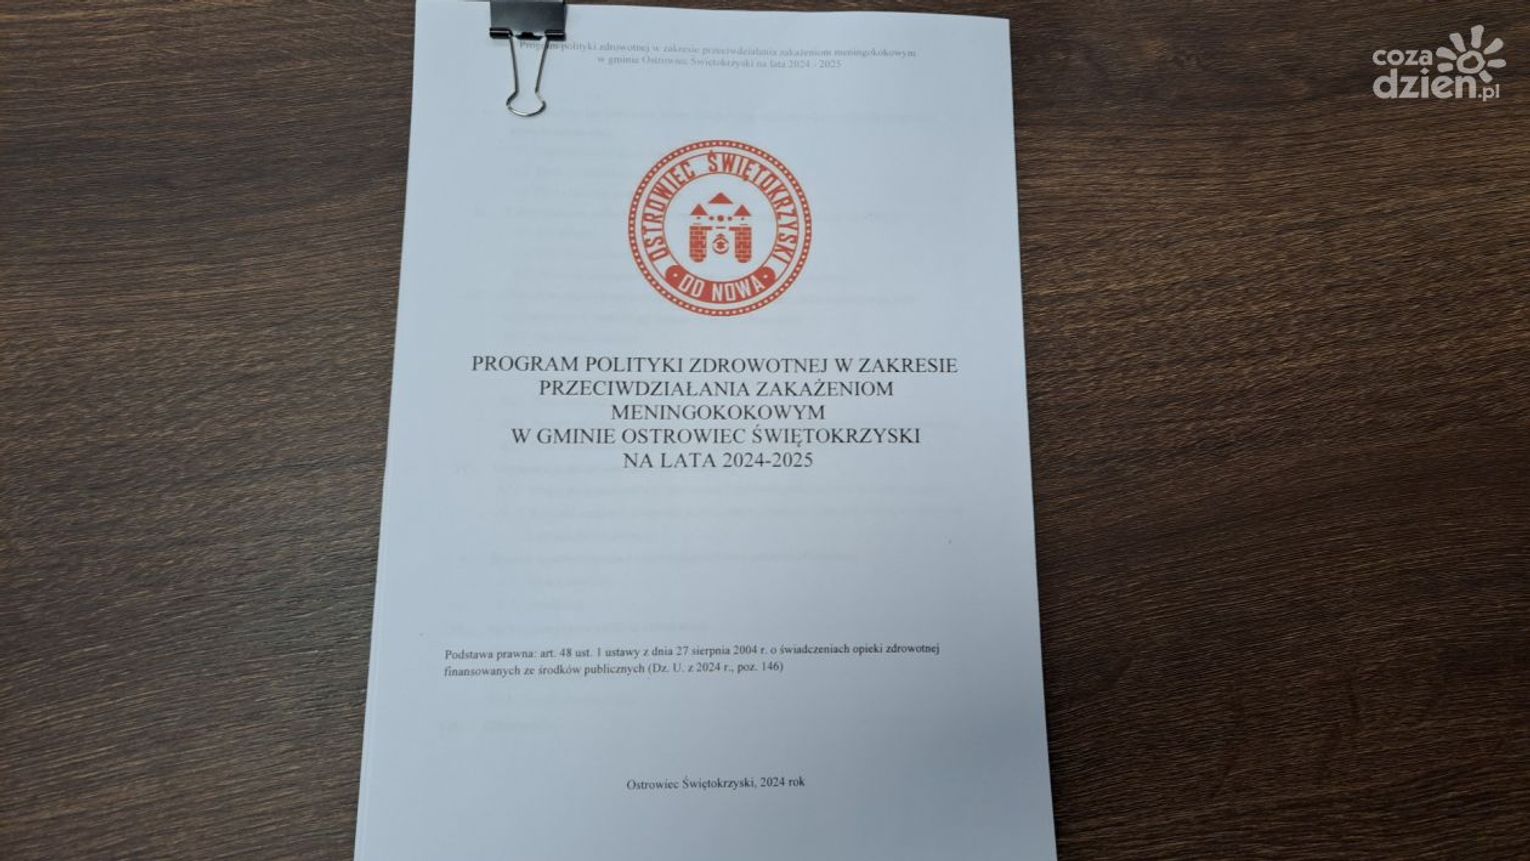 Program polityki zdrowotnej w zakresie przeciwdziałania zakażeniom meningokokowym
w gminie Ostrowiec Świętokrzyski na lata 2024 - 2025
coza
dzien.pl
OSTROWIEC ŚWIĘTOKRZYSKI
· OD NOWA ·
PROGRAM POLITYKI ZDROWOTNEJ W ZAKRESIE
PRZECIWDZIAŁANIA ZAKAŻENIOM
MENINGOKOKOWYM
W GMINIE OSTROWIEC ŚWIĘTOKRZYSKI
NA LATA 2024-2025
Podstawa prawna: art. 48 ust. 1 ustawy z dnia 27 sierpnia 2004 r. o świadczeniach opieki zdrowotnej
finansowanych ze środków publicznych (Dz. U. z 2024 r., poz. 146)
Ostrowiec Świętokrzyski, 2024 rok